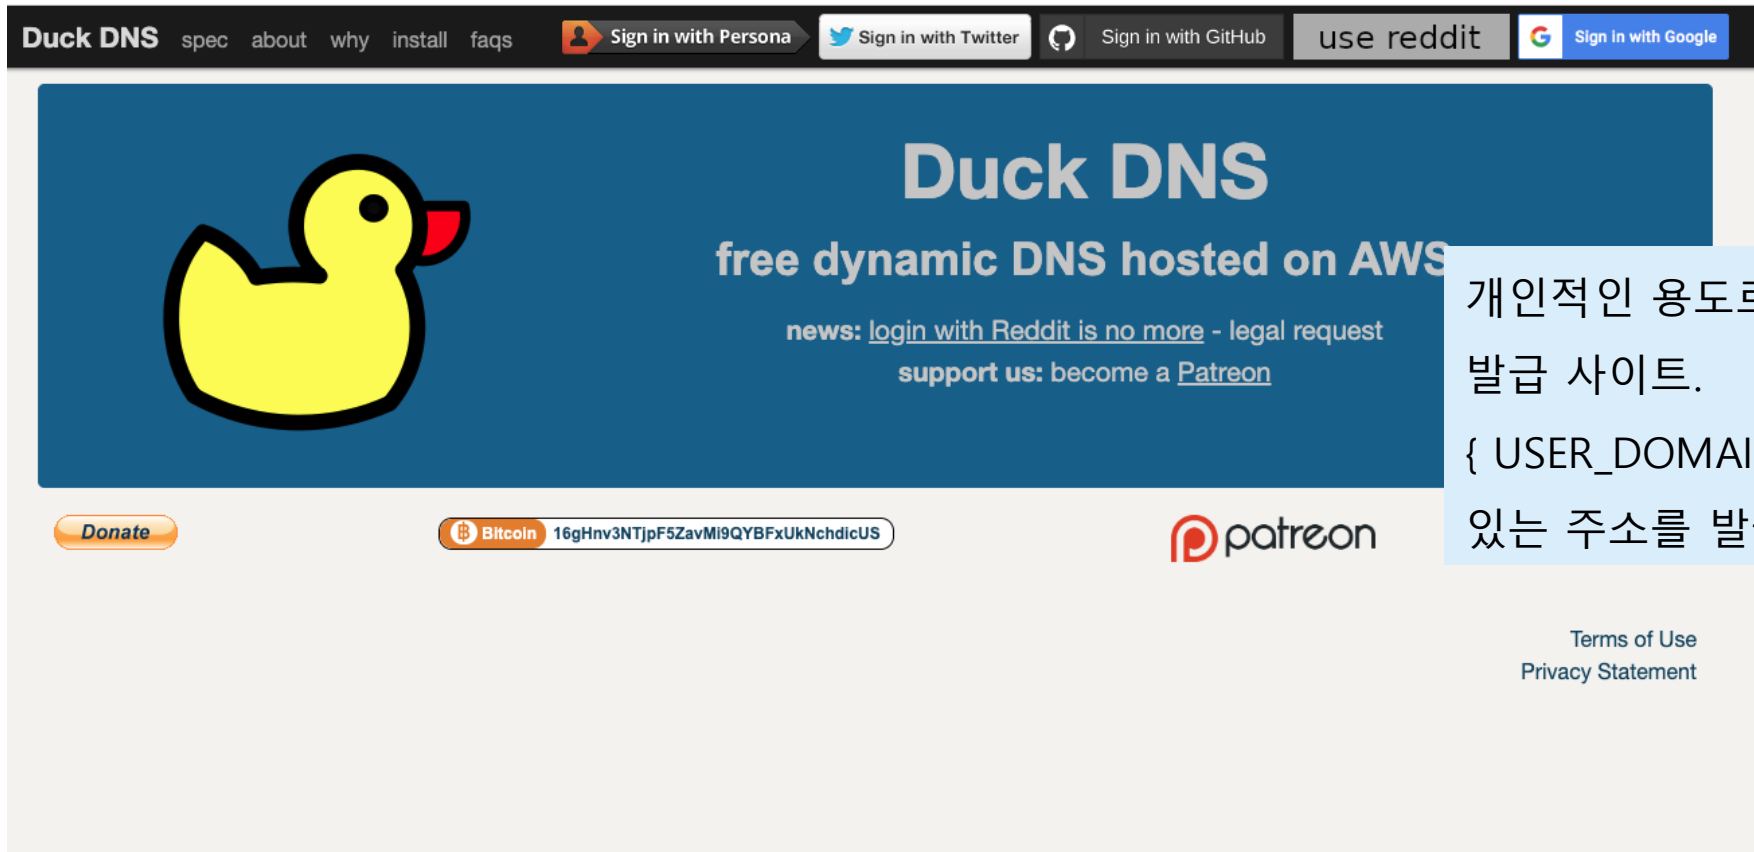 Duck DNS spec about why install faqs Sign in with Persona Sign in with Twitter Sign in with GitHub use reddit Sign in with Google
Duck DNS
free dynamic DNS hosted on AWS
news: login with Reddit is no more - legal request
support us: become a Patreon
개인적인 용도로
발급 사이트.
{ USER_DOMAI
있는 주소를
Donate
Bitcoin 16gHnv3NTjpF5ZavMi9QYBFxUkNchdicUS
patreon
Terms of Use
Privacy Statement